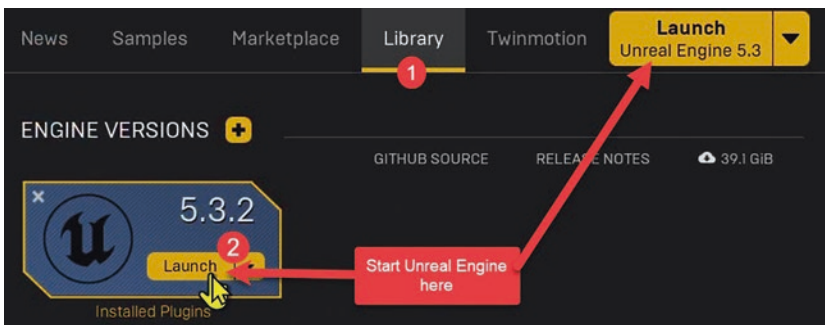 News Samples Marketplace Library Twinmotion
Launch
Unreal Engine 5.3
1
ENGINE VERSIONS
GITHUB SOURCE RELEASE NOTES 39.1 GiB
5.3.2
2
Launch
Start Unreal Engine
here
Installed Plugins